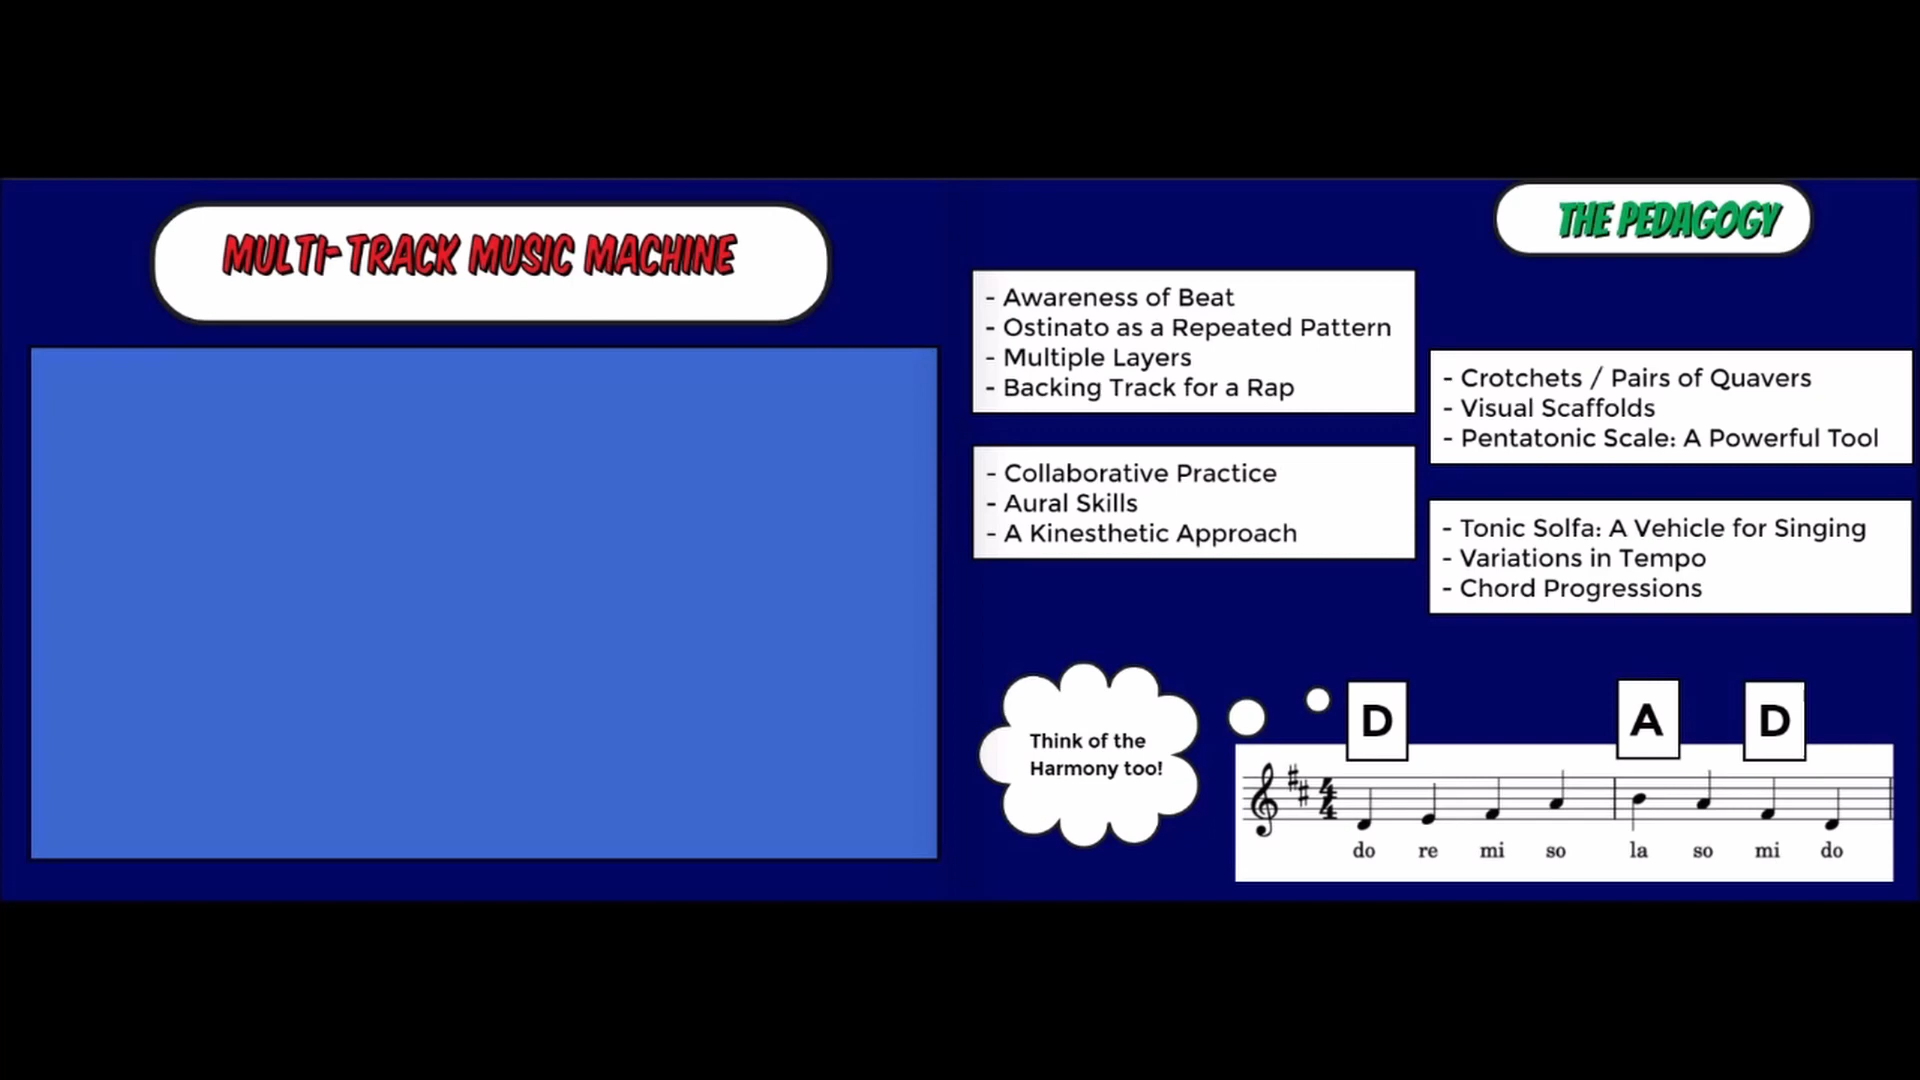 MULTI-TRACK MUSIC MACHINE
THE PEDAGOGY
- Awareness of Beat
- Ostinato as a Repeated Pattern
- Multiple Layers
- Backing Track for a Rap
- Collaborative Practice
- Aural Skills
- A Kinesthetic Approach
- Crotchets / Pairs of Quavers
- Visual Scaffolds
- Pentatonic Scale: A Powerful Tool
- Tonic Solfa: A Vehicle for Singing
- Variations in Tempo
- Chord Progressions
Think of the
Harmony too!
D A D
4
4
do re mi so la so mi do